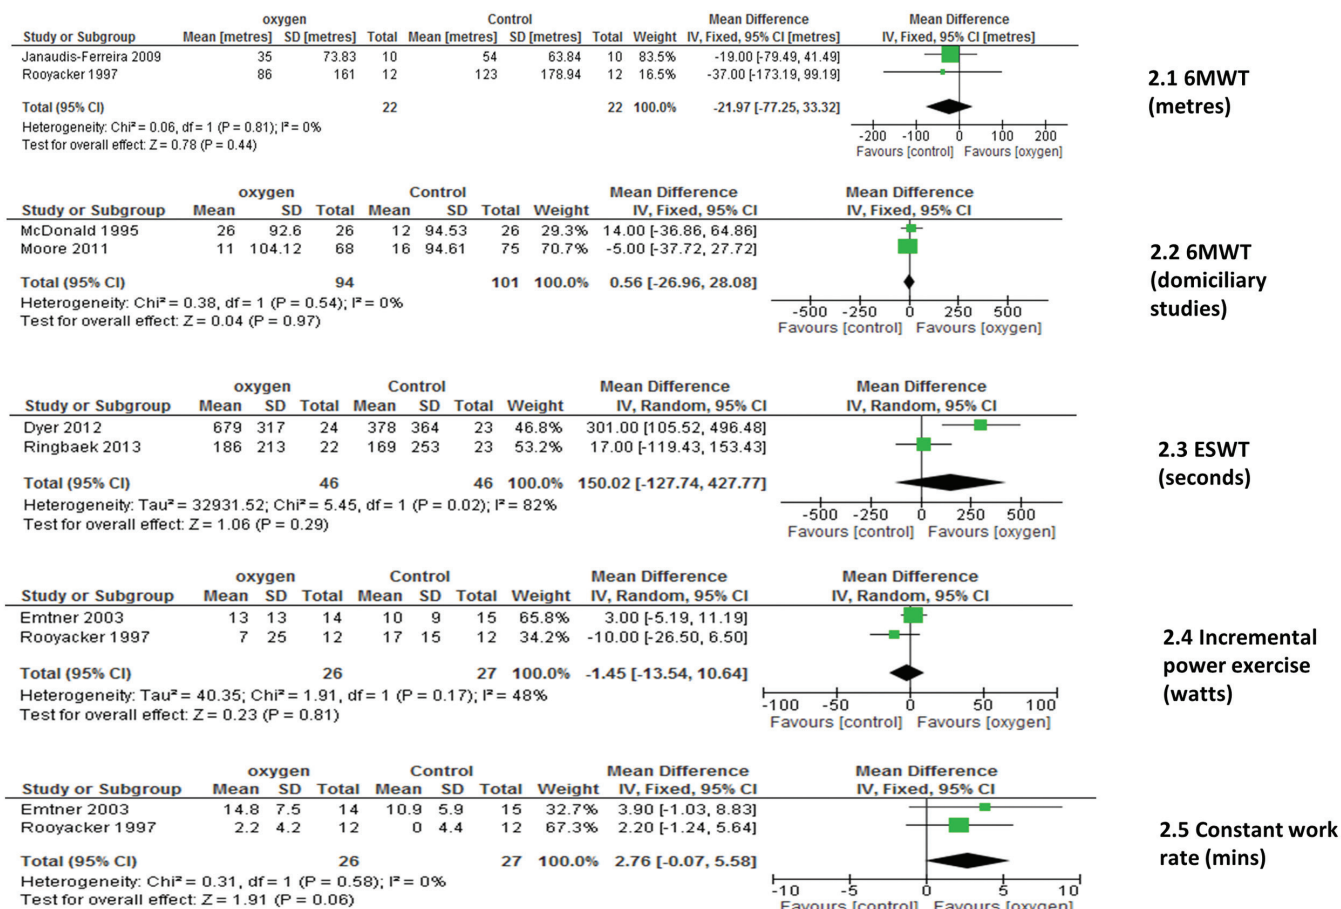 oxygen Control Mean Difference Mean Difference
Study or Subgroup Mean [metres] SD [metres] Total Mean [metres] SD [metres] Total Weight IV, Fixed, 95% CI [metres] IV, Fixed, 95% CI [metres]
Janaudis-Ferreira 2009 35 73.83 10 54 63.84 10 83.5% -19.00 [-79.49, 41.49]
Rooyacker 1997 86 161 12 123 178.94 12 16.5% -37.00 [-173.19, 99.19]
Total (95% CI) 22 22 100.0% -21.97 [-77.25, 33.32]
Heterogeneity: Chi² = 0.06, df = 1 (P = 0.81); I² = 0%
Test for overall effect: Z = 0.78 (P = 0.44)
-200 -100 0 100 200
Favours [control] Favours [oxygen]
2.1 6MWT
(metres)
oxygen Control Mean Difference Mean Difference
Study or Subgroup Mean SD Total Mean SD Total Weight IV, Fixed, 95% CI IV, Fixed, 95% CI
McDonald 1995 26 92.6 26 12 94.53 26 29.3% 14.00 [-36.86, 64.86]
Moore 2011 11 104.12 68 16 94.61 75 70.7% -5.00 [-37.72, 27.72]
Total (95% CI) 94 101 100.0% 0.56 [-26.96, 28.08]
Heterogeneity: Chi² = 0.38, df = 1 (P = 0.54); I² = 0%
Test for overall effect: Z = 0.04 (P = 0.97)
-500 -250 0 250 500
Favours [control] Favours [oxygen]
2.2 6MWT
(domiciliary
studies)
oxygen Control Mean Difference Mean Difference
Study or Subgroup Mean SD Total Mean SD Total Weight IV, Random, 95% CI IV, Random, 95% CI
Dyer 2012 679 317 24 378 364 23 46.8% 301.00 [105.52, 496.48]
Ringbaek 2013 186 213 22 169 253 23 53.2% 17.00 [-119.43, 153.43]
Total (95% CI) 46 46 100.0% 150.02 [-127.74, 427.77]
Heterogeneity: Tau² = 32931.52; Chi² = 5.45, df = 1 (P = 0.02); I² = 82%
Test for overall effect: Z = 1.06 (P = 0.29)
-500 -250 0 250 500
Favours [control] Favours [oxygen]
2.3 ESWT
(seconds)
oxygen Control Mean Difference Mean Difference
Study or Subgroup Mean SD Total Mean SD Total Weight IV, Random, 95% CI IV, Random, 95% CI
Emtner 2003 13 13 14 10 9 15 65.8% 3.00 [-5.19, 11.19]
Rooyacker 1997 7 25 12 17 15 12 34.2% -10.00 [-26.50, 6.50]
Total (95% CI) 26 27 100.0% -1.45 [-13.54, 10.64]
Heterogeneity: Tau² = 40.35; Chi² = 1.91, df = 1 (P = 0.17); I² = 48%
Test for overall effect: Z = 0.23 (P = 0.81)
-100 -50 0 50 100
Favours [control] Favours [oxygen]
2.4 Incremental
power exercise
(watts)
oxygen Control Mean Difference Mean Difference
Study or Subgroup Mean SD Total Mean SD Total Weight IV, Fixed, 95% CI IV, Fixed, 95% CI
Emtner 2003 14.8 7.5 14 10.9 5.9 15 32.7% 3.90 [-1.03, 8.83]
Rooyacker 1997 2.2 4.2 12 0 4.4 12 67.3% 2.20 [-1.24, 5.64]
Total (95% CI) 26 27 100.0% 2.76 [-0.07, 5.58]
Heterogeneity: Chi² = 0.31, df = 1 (P = 0.58); I² = 0%
Test for overall effect: Z = 1.91 (P = 0.06)
-10 -5 0 5 10
Favours [control] Favours [oxygen]
2.5 Constant work
rate (mins)